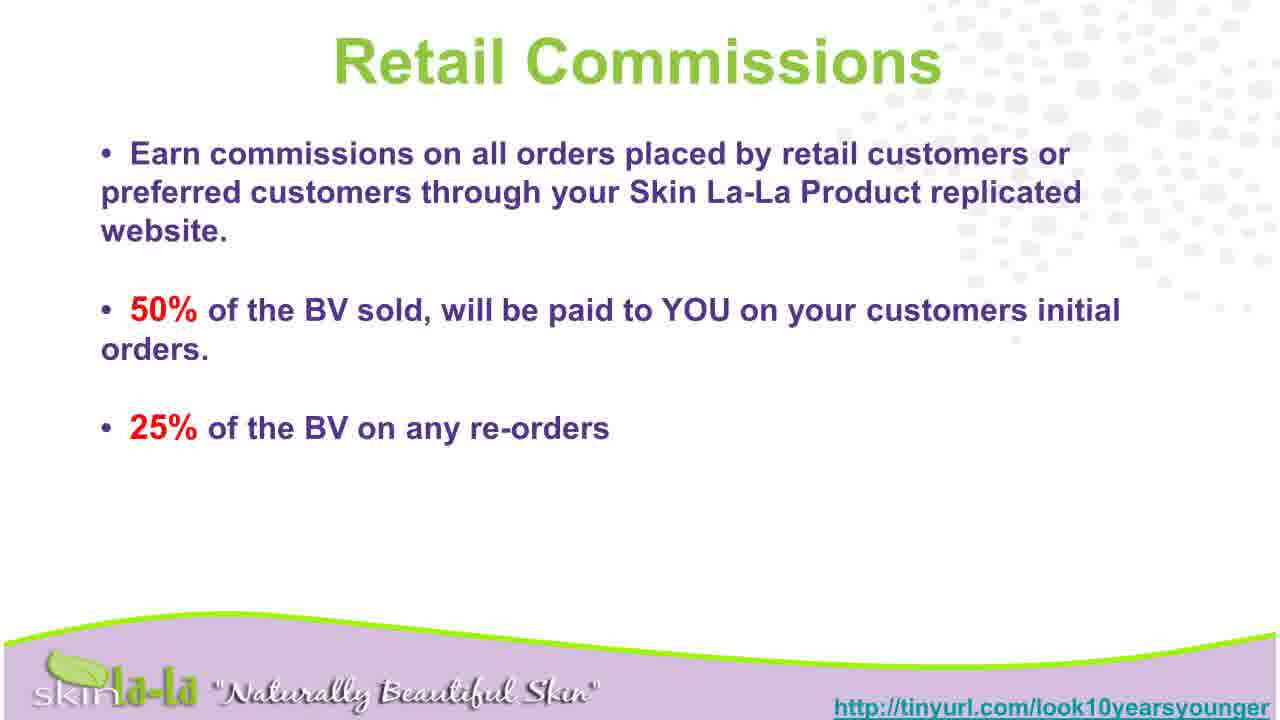 Retail Commissions
• Earn commissions on all orders placed by retail customers or
preferred customers through your Skin La-La Product replicated
website.
• 50% of the BV sold, will be paid to YOU on your customers initial
orders.
• 25% of the BV on any re-orders
skin la-la "Naturally Beautiful Skin"
http://tinyurl.com/look10yearsyounger